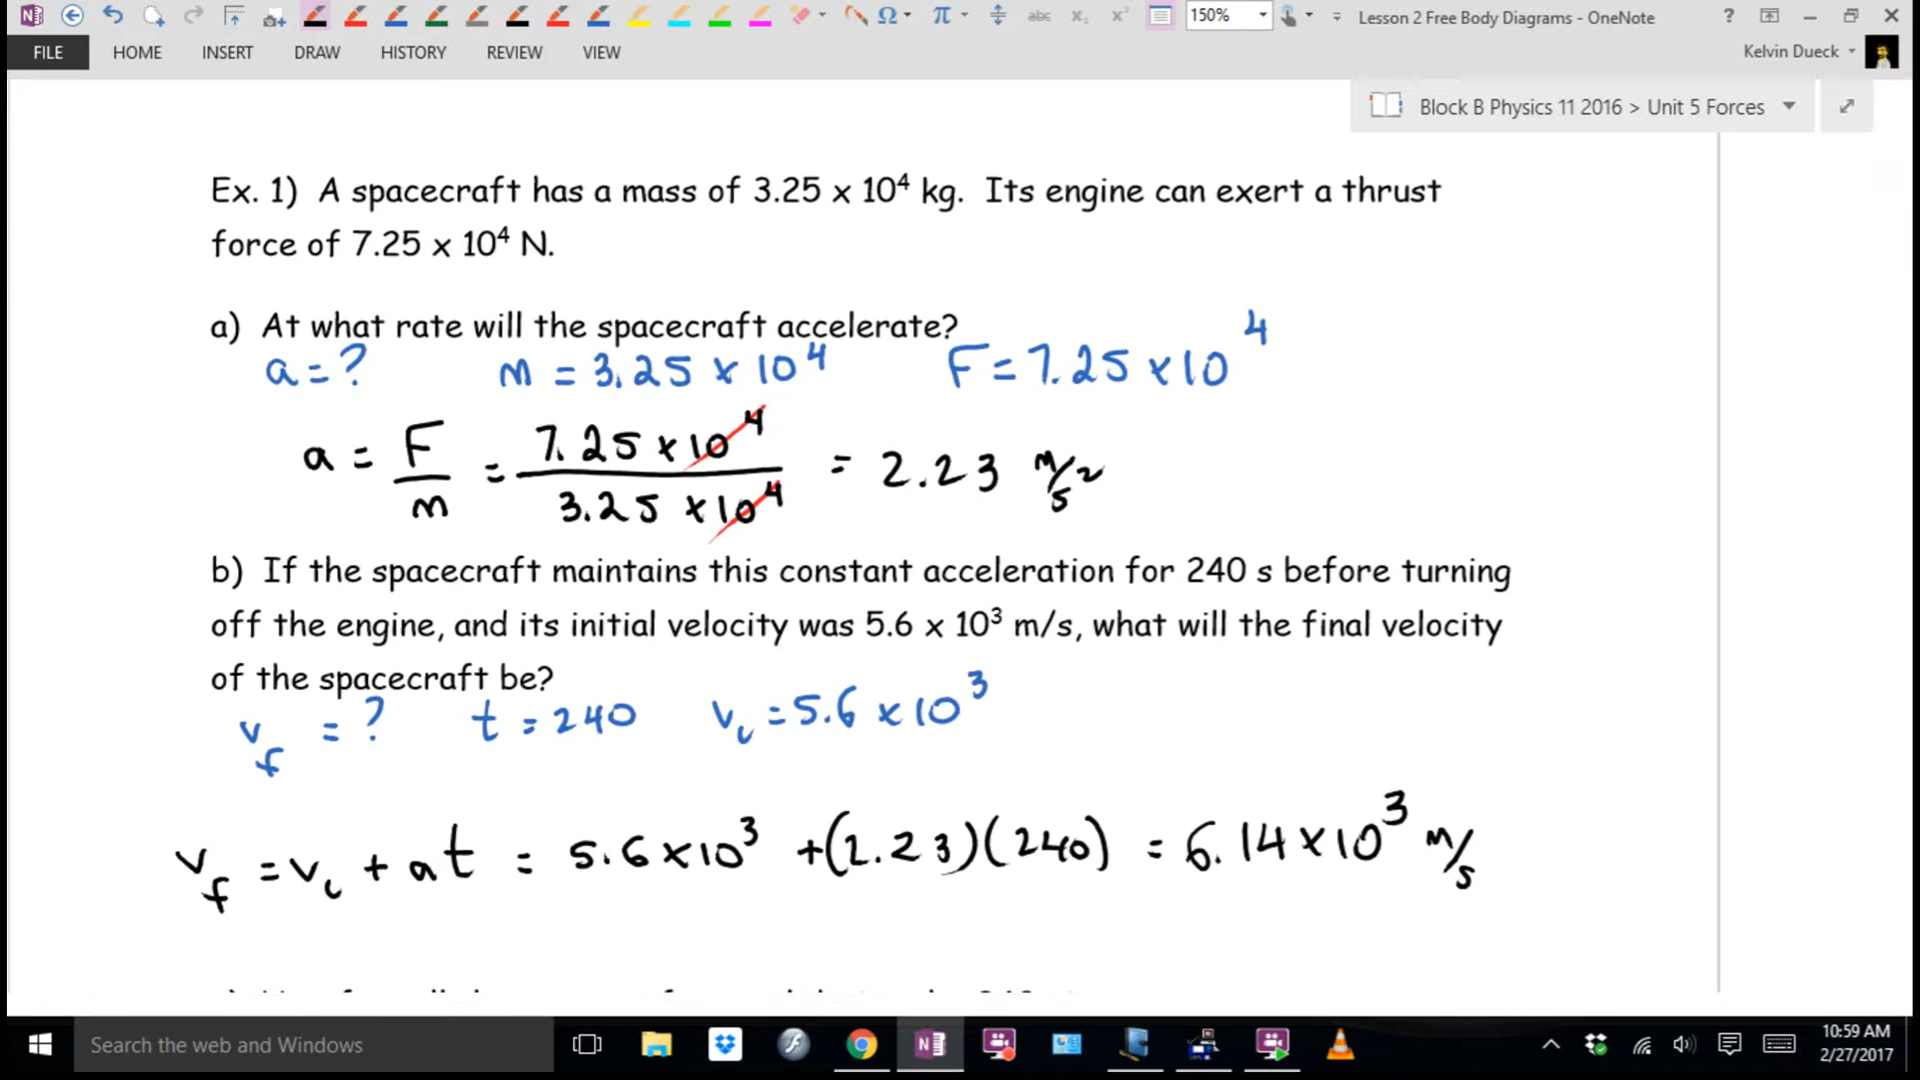 150%
Lesson 2 Free Body Diagrams - OneNote
FILE HOME INSERT DRAW HISTORY REVIEW VIEW
Kelvin Dueck
Block B Physics 11 2016 > Unit 5 Forces
Ex. 1) A spacecraft has a mass of 3.25 x 10⁴ kg. Its engine can exert a thrust
force of 7.25 x 10⁴ N.
a) At what rate will the spacecraft accelerate?
a = ? m = 3.25 x 10⁴ F = 7.25 x 10⁴
a = F/m = 7.25 x 10⁴ / 3.25 x 10⁴ = 2.23 m/s²
b) If the spacecraft maintains this constant acceleration for 240 s before turning
off the engine, and its initial velocity was 5.6 x 10³ m/s, what will the final velocity
of the spacecraft be?
v_f = ? t = 240 v_i = 5.6 x 10³
v_f = v_i + at = 5.6 x 10³ + (2.23)(240) = 6.14 x 10³ m/s
Search the web and Windows
10:59 AM
2/27/2017